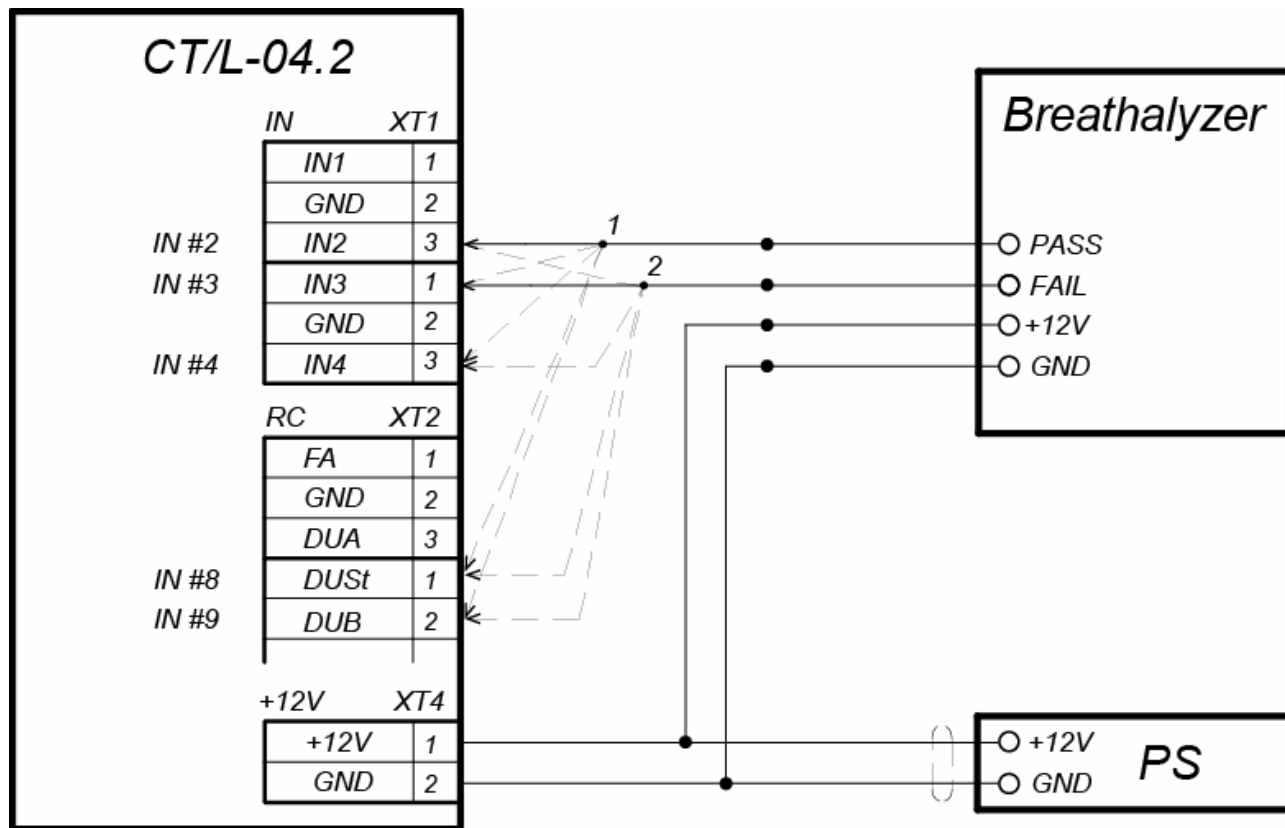 CT/L-04.2
IN XT1
IN1 1
GND 2
IN #2 IN2 3
IN #3 IN3 1
GND 2
IN #4 IN4 3
RC XT2
FA 1
GND 2
DUA 3
IN #8 DUSt 1
IN #9 DUB 2
+12V XT4
+12V 1
GND 2
1
2
Breathalyzer
PASS
FAIL
+12V
GND
+12V
GND
PS